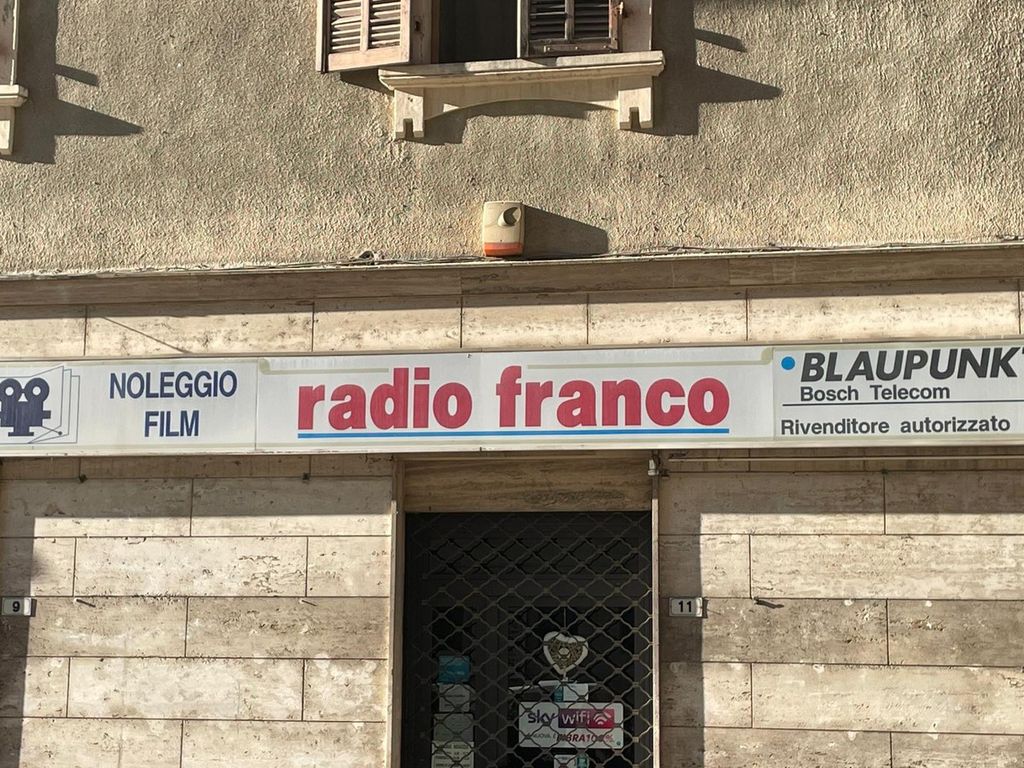 NOLEGGIO
FILM
radio franco
BLAUPUNKT
Bosch Telecom
Rivenditore autorizzato
9
11
sky wifi